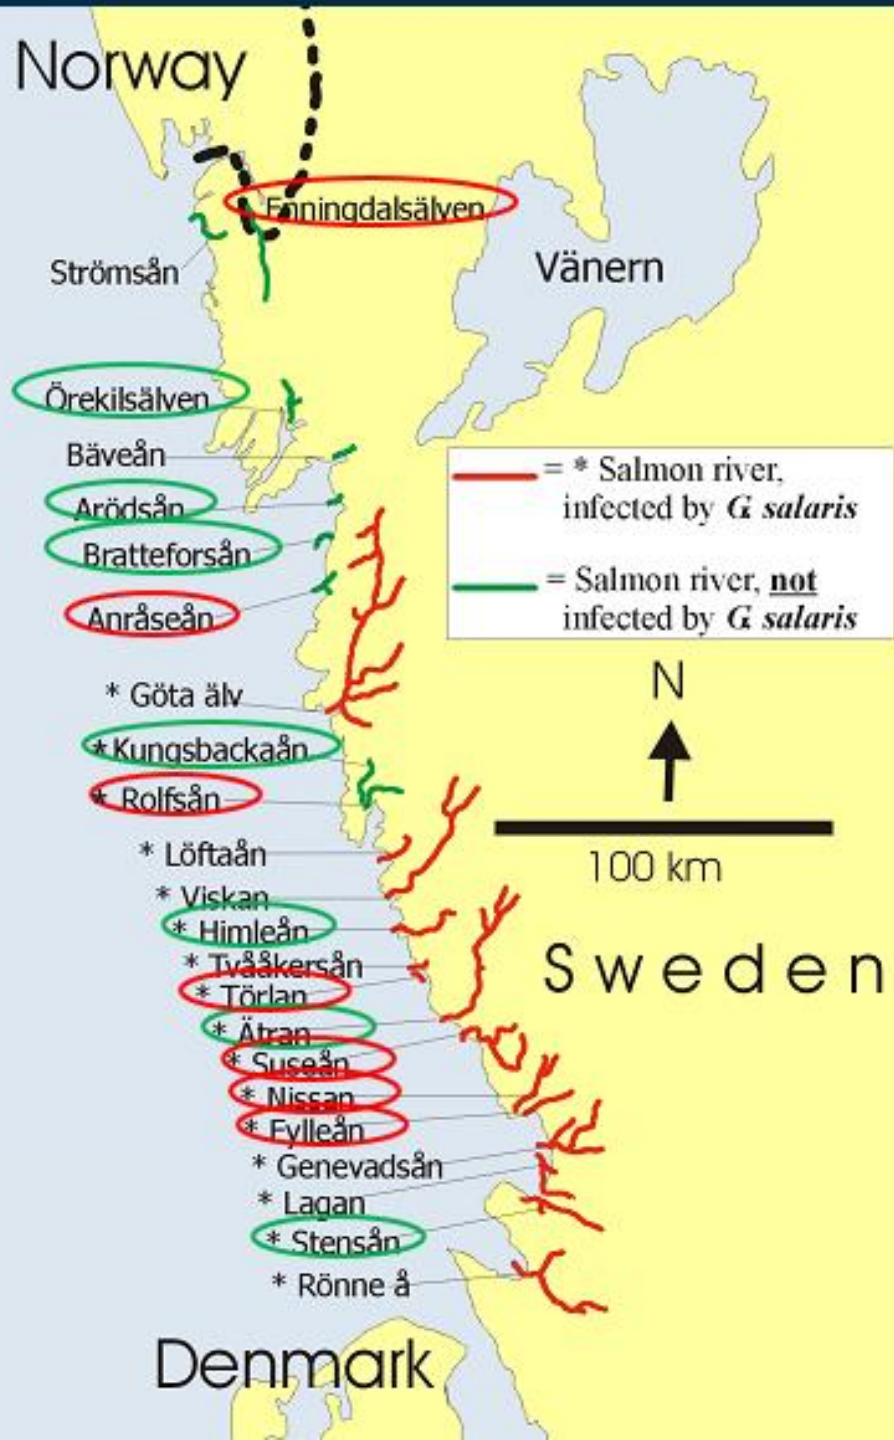 Norway
Enningdalsälven
Vänern
Strömsån
Örekilsälven
Bäveån
Arödsån
Bratteforsån
Anråseån
= * Salmon river,
infected by G. salaris
= Salmon river, not
infected by G. salaris
N
* Göta älv
* Kungsbackaån
* Rolfsån
100 km
* Löftaån
* Viskan
* Himleån
* Tvååkersån
Sweden
* Törlan
* Ätran
* Suseån
* Nissan
* Fylleån
* Genevadsån
* Lagan
* Stensån
* Rönne å
Denmark